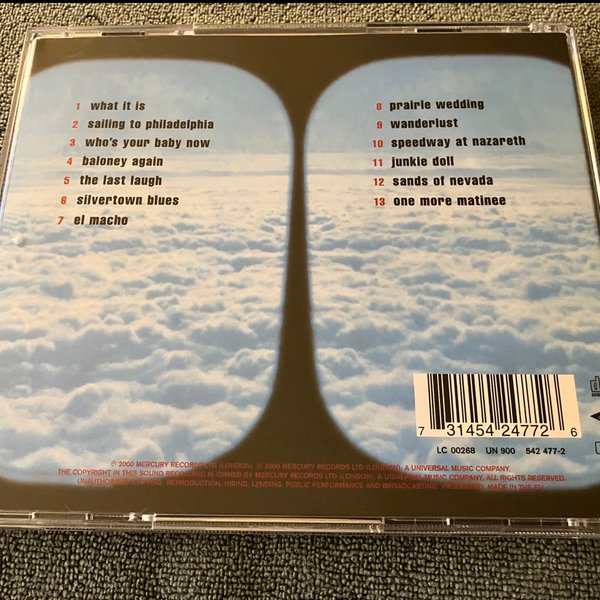 1 what it is
2 sailing to philadelphia
3 who's your baby now
4 baloney again
5 the last laugh
6 silvertown blues
7 el macho
8 prairie wedding
9 wanderlust
10 speedway at nazareth
11 junkie doll
12 sands of nevada
13 one more matinee
7 31454 24772 6
LC 00268 UN 900 542 477-2
℗ 2000 MERCURY RECORDS LTD (LONDON) © 2000 MERCURY RECORDS LTD (LONDON). A UNIVERSAL MUSIC COMPANY.
THE COPYRIGHT IN THIS SOUND RECORDING IS OWNED BY MERCURY RECORDS LTD (LONDON). A UNIVERSAL MUSIC COMPANY. ALL RIGHTS RESERVED.
UNAUTHORISED COPYING, REPRODUCTION, HIRING, LENDING, PUBLIC PERFORMANCE AND BROADCASTING PROHIBITED. MADE IN THE EU.